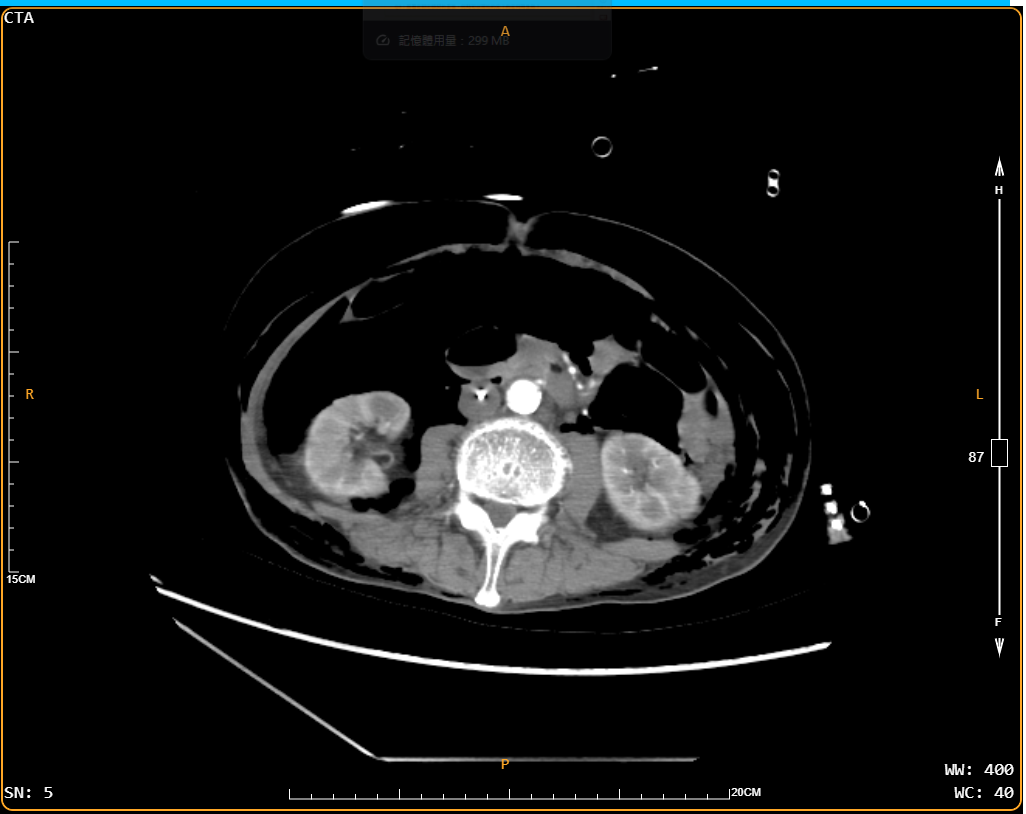 CTA
A
記憶體用量：299 MB
H
R
L
87
15CM
F
P
WW: 400
SN: 5
20CM
WC: 40